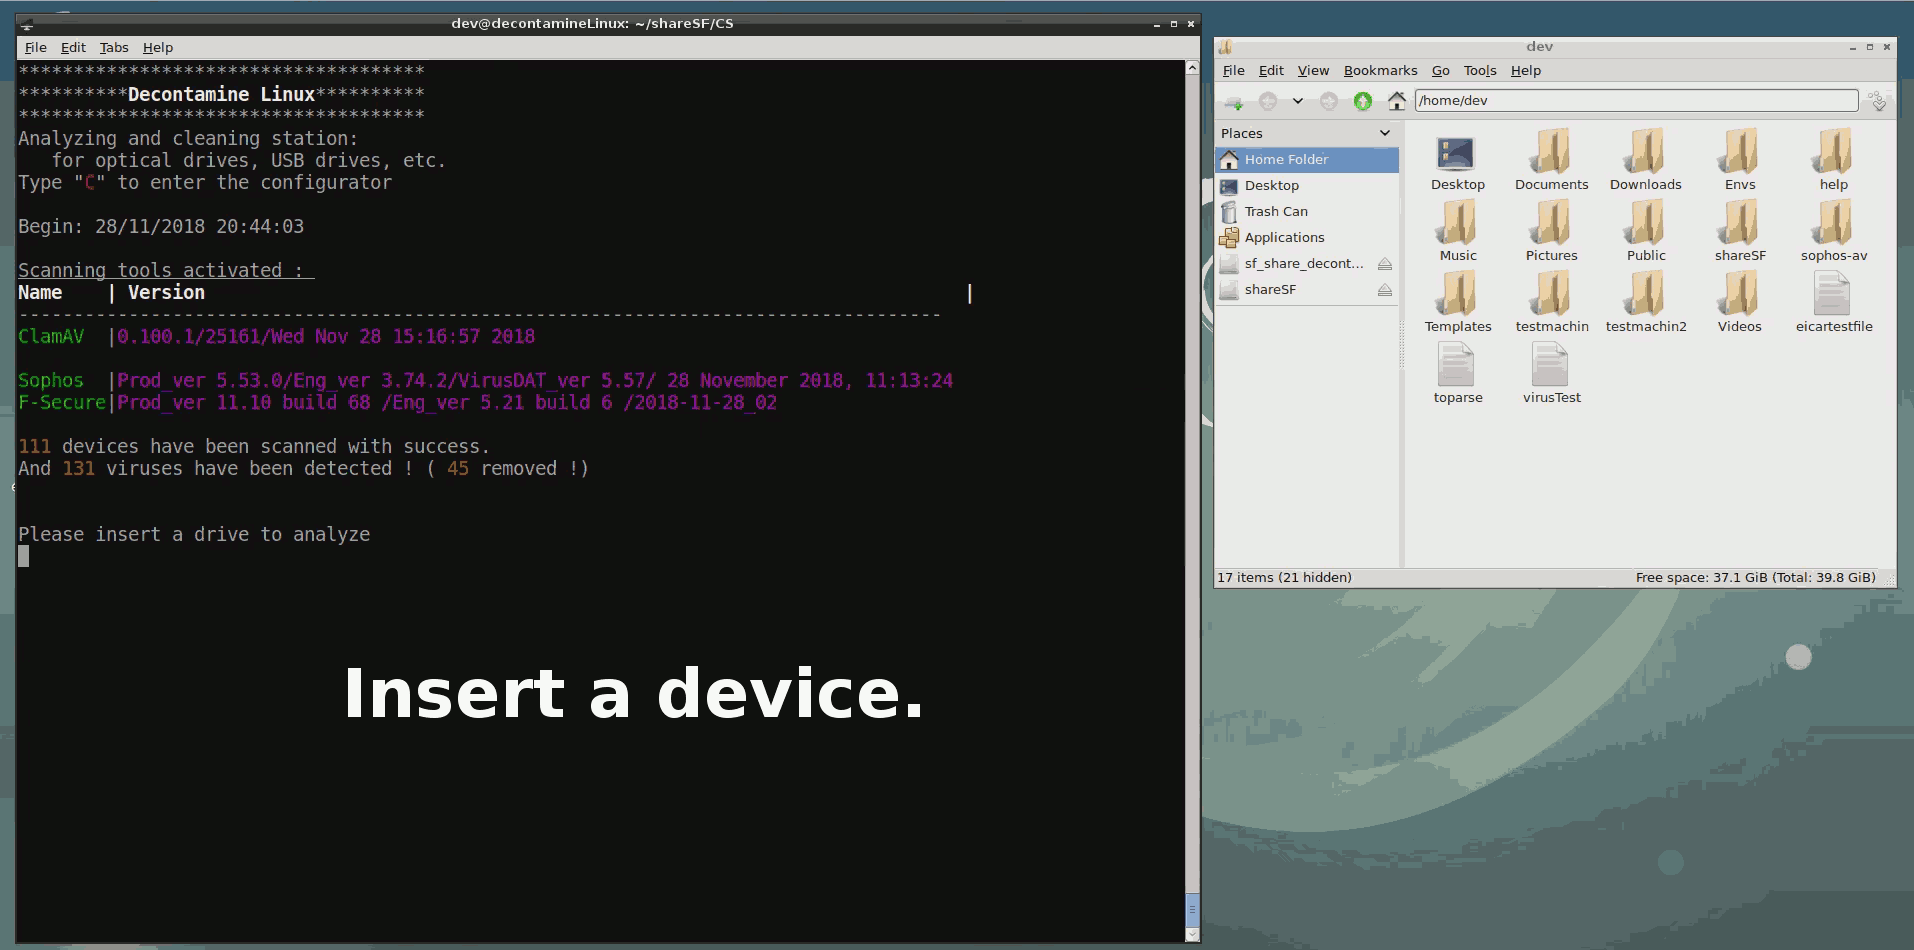 dev@decontamineLinux: ~/shareSF/CS
File Edit Tabs Help
*************************************
**********Decontamine Linux**********
*************************************
Analyzing and cleaning station:
   for optical drives, USB drives, etc.
Type "C" to enter the configurator
Begin: 28/11/2018 20:44:03
Scanning tools activated :
Name    | Version                                                                     |
------------------------------------------------------------------------------------
ClamAV  |0.100.1/25161/Wed Nov 28 15:16:57 2018
Sophos  |Prod_ver 5.53.0/Eng_ver 3.74.2/VirusDAT_ver 5.57/ 28 November 2018, 11:13:24
F-Secure|Prod_ver 11.10 build 68 /Eng_ver 5.21 build 6 /2018-11-28_02
111 devices have been scanned with success.
And 131 viruses have been detected ! ( 45 removed !)
Please insert a drive to analyze
Insert a device.
dev
File Edit View Bookmarks Go Tools Help
/home/dev
Places
Home Folder
Desktop
Trash Can
Applications
sf_share_decont...
shareSF
Desktop Documents Downloads Envs help
Music Pictures Public shareSF sophos-av
Templates testmachin testmachin2 Videos eicartestfile
toparse virusTest
17 items (21 hidden) Free space: 37.1 GiB (Total: 39.8 GiB)